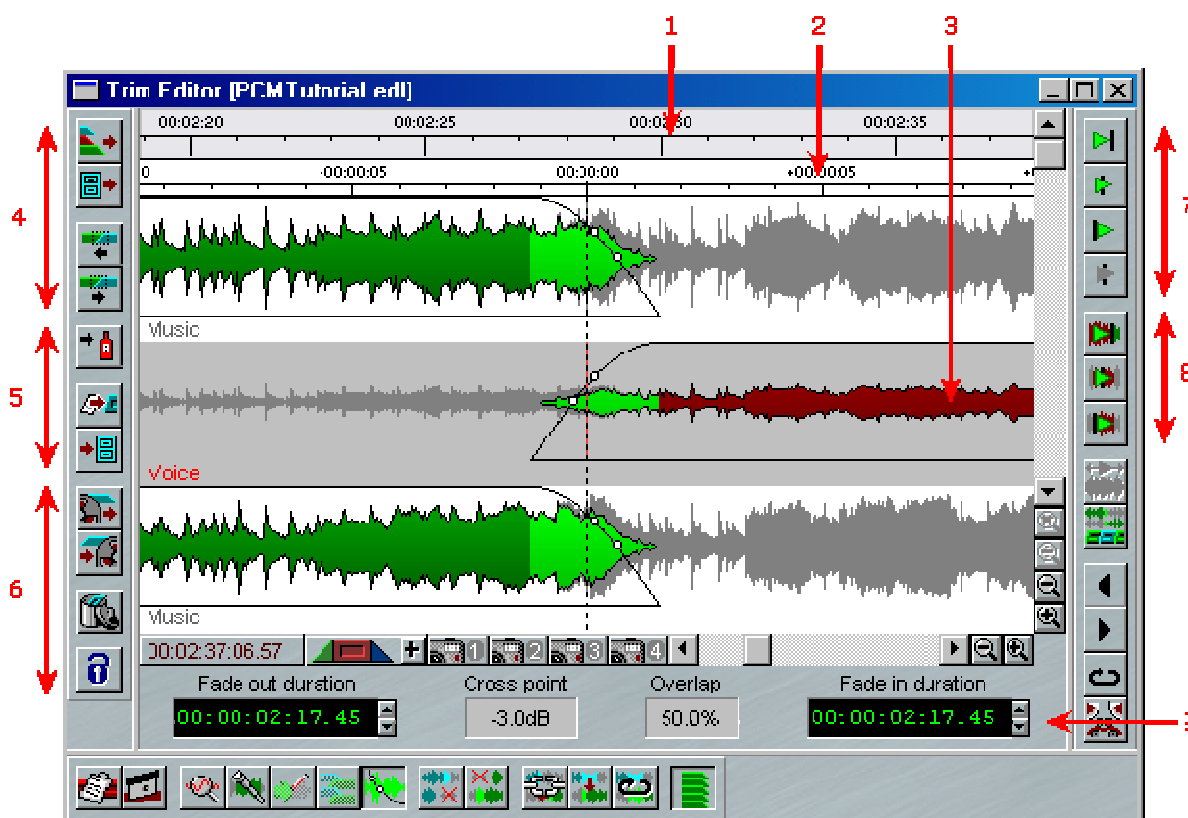 1 2 3
Trim Editor [PCMTutorial.edl]
00:02:20 00:02:25 00:02:30 00:02:35
0 -00:00:05 00:00:00 +00:00:05
4
7
Music
5
8
Voice
6
Music
00:02:37:06.57 1 2 3 4
Fade out duration Cross point Overlap Fade in duration
00:00:02:17.45 -3.0dB 50.0% 00:00:02:17.45